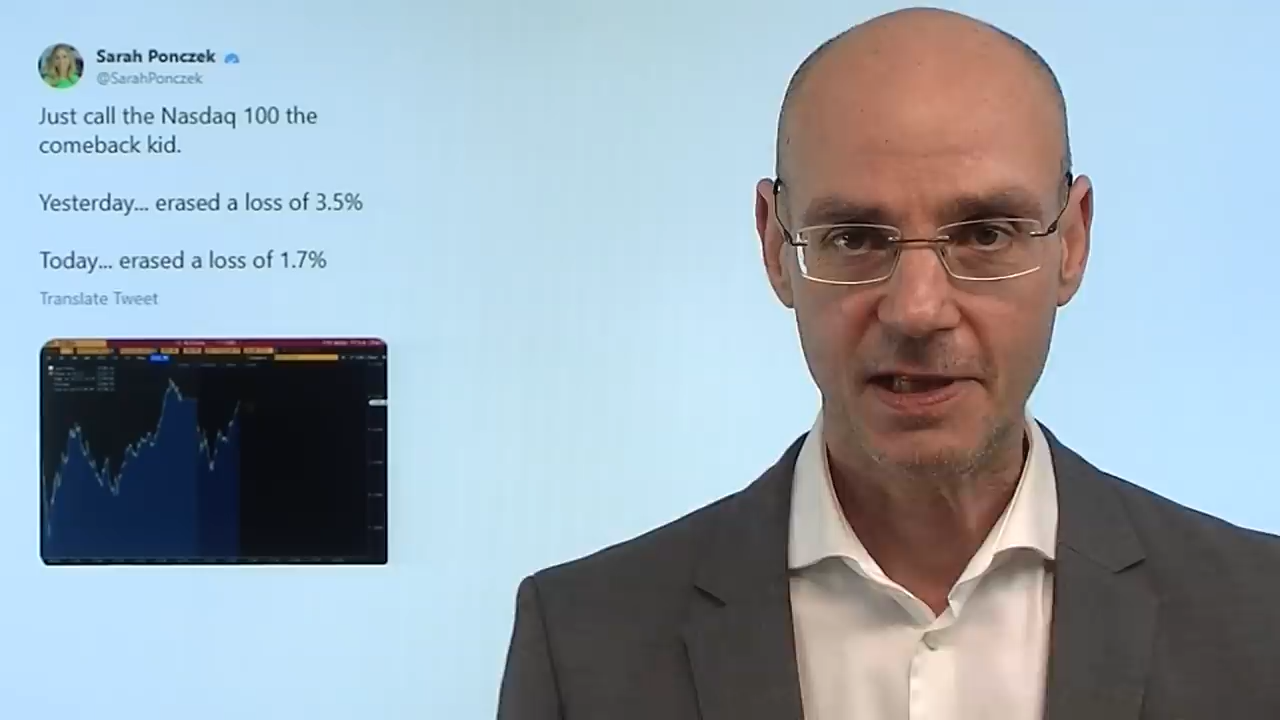 Sarah Ponczek
@SarahPonczek
Just call the Nasdaq 100 the
comeback kid.
Yesterday... erased a loss of 3.5%
Today... erased a loss of 1.7%
Translate Tweet